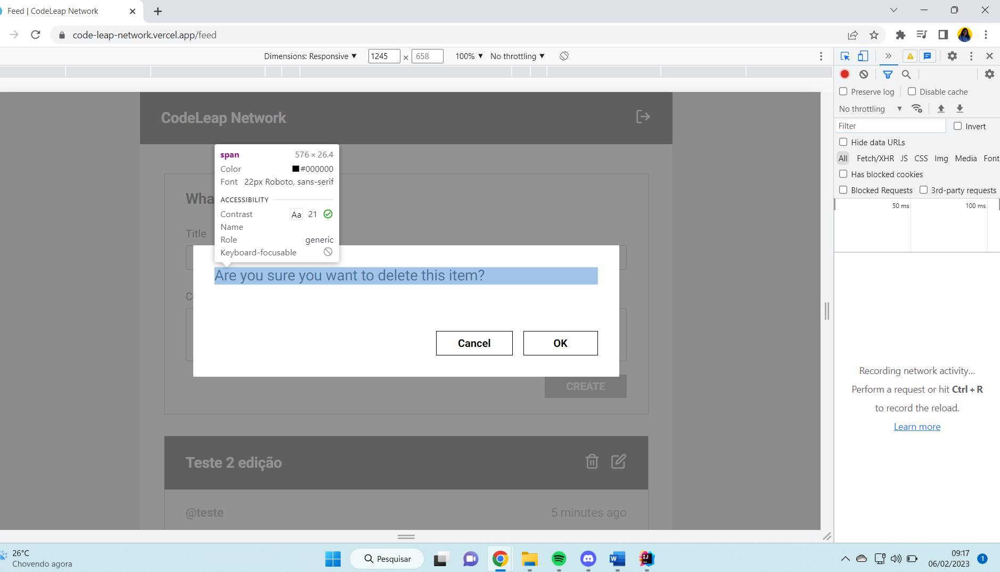 Feed | CodeLeap Network
code-leap-network.vercel.app/feed
Dimensions: Responsive ▼ 1245 × 658 100% ▼ No throttling ▼
Preserve log Disable cache
No throttling ▼
Filter Invert
Hide data URLs
All Fetch/XHR JS CSS Img Media Font
Has blocked cookies
Blocked Requests 3rd-party requests
50 ms 100 ms
Recording network activity…
Perform a request or hit Ctrl + R
to record the reload.
Learn more
CodeLeap Network
span 576 × 26.4
Color #000000
Font 22px Roboto, sans-serif
ACCESSIBILITY
Contrast Aa 21
Name
Role generic
Keyboard-focusable
Wha
Title
Are you sure you want to delete this item?
C
Cancel OK
CREATE
Teste 2 edição
@teste 5 minutes ago
26°C
Chovendo agora
Pesquisar
W
IJ
09:17
06/02/2023
1